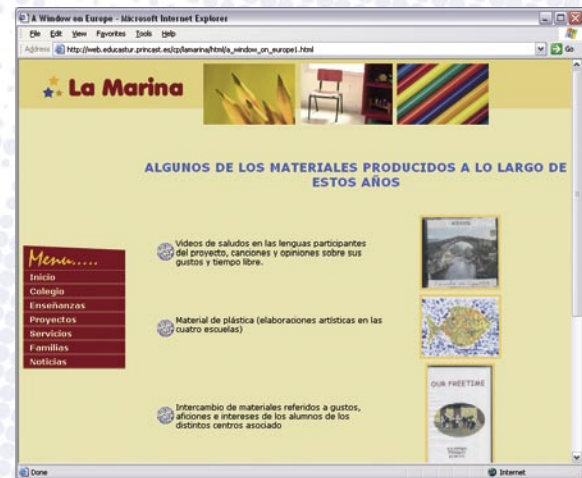 A Window on Europe - Microsoft Internet Explorer
File Edit View Favorites Tools Help
Address http://web.educastur.princast.es/cp/lamarina/html/a_window_on_europe1.html Go
La Marina
ALGUNOS DE LOS MATERIALES PRODUCIDOS A LO LARGO DE
ESTOS AÑOS
Menu.....
Inicio
Colegio
Enseñanzas
Proyectos
Servicios
Familias
Noticias
Videos de saludos en las lenguas participantes
del proyecto, canciones y opiniones sobre sus
gustos y tiempo libre.
Material de plástica (elaboraciones artísticas en las
cuatro escuelas)
Intercambio de materiales referidos a gustos,
aficiones e intereses de los alumnos de los
distintos centros asociado
OUR FREETIME
Done Internet